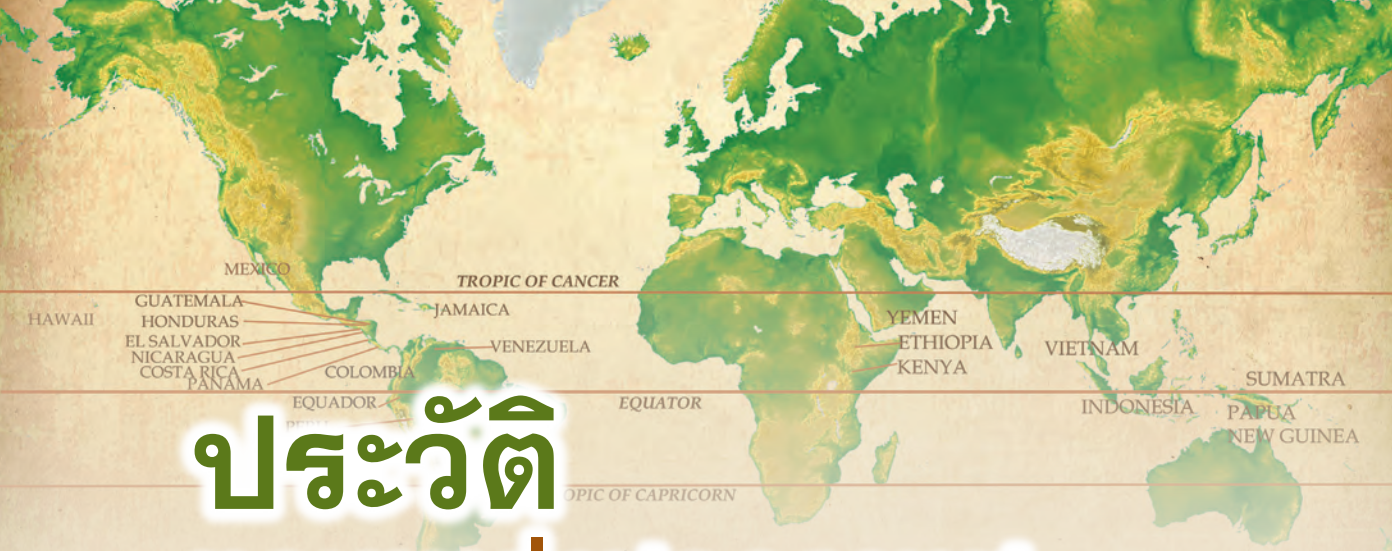 MEXICO
TROPIC OF CANCER
GUATEMALA
JAMAICA
HAWAII
HONDURAS
YEMEN
EL SALVADOR
ETHIOPIA
NICARAGUA
VENEZUELA
VIETNAM
COSTA RICA
KENYA
PANAMA
COLOMBIA
SUMATRA
EQUADOR
EQUATOR
INDONESIA
PAPUA
NEW GUINEA
ประวัติ
OPIC OF CAPRICORN